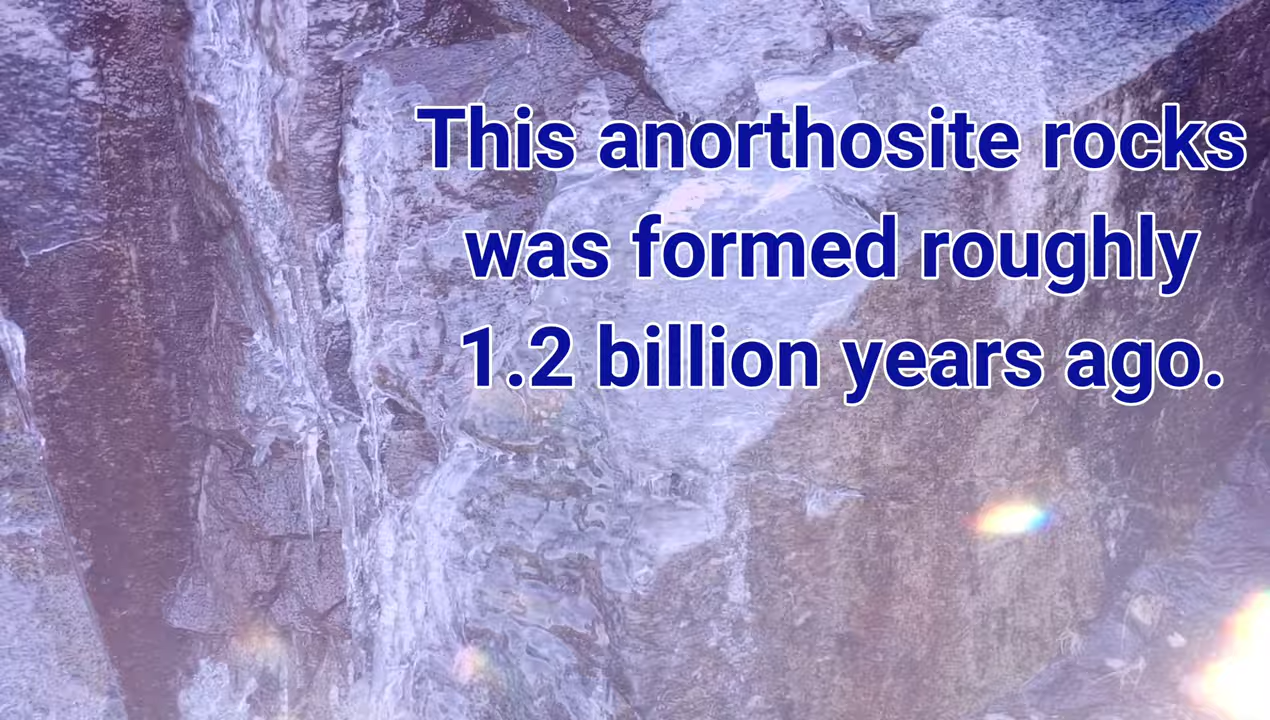 This anorthosite rocks
was formed roughly
1.2 billion years ago.